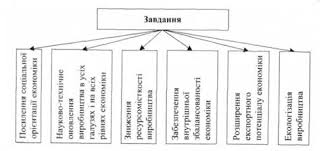 Завдання
Посилення соціальної
орієнтації економіки
Науково-технічне
оновлення
виробництва в усіх
галузях і на всіх
рівнях економіки
Зниження
ресурсомісткості
виробництва
Забезпечення
внутрішньої
збалансованості
економіки
Розширення
експортного
потенціалу економіки
Екологізація
виробництва